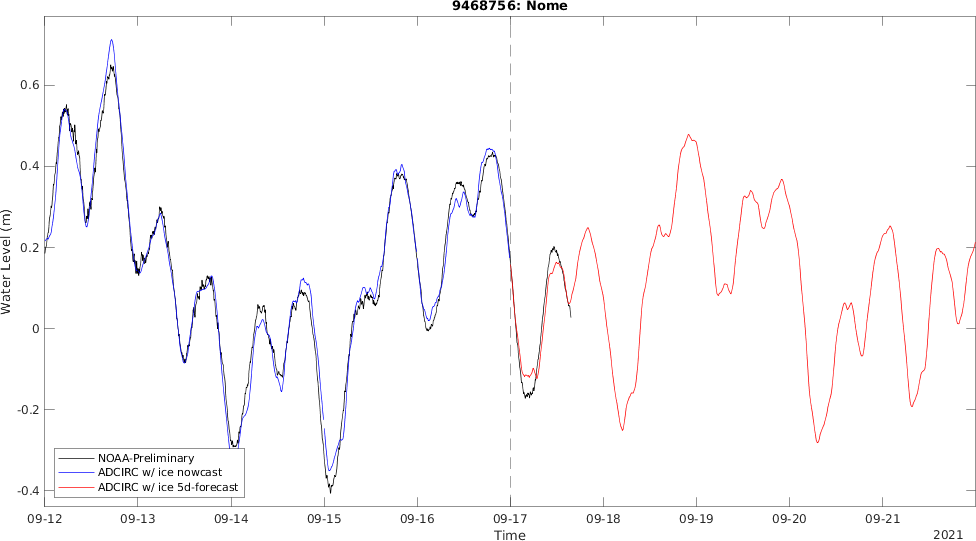 9468756: Nome
Water Level (m)
0.6
0.4
0.2
0
-0.2
-0.4
NOAA-Preliminary
ADCIRC w/ ice nowcast
ADCIRC w/ ice 5d-forecast
09-12 09-13 09-14 09-15 09-16 09-17 09-18 09-19 09-20 09-21
Time
2021